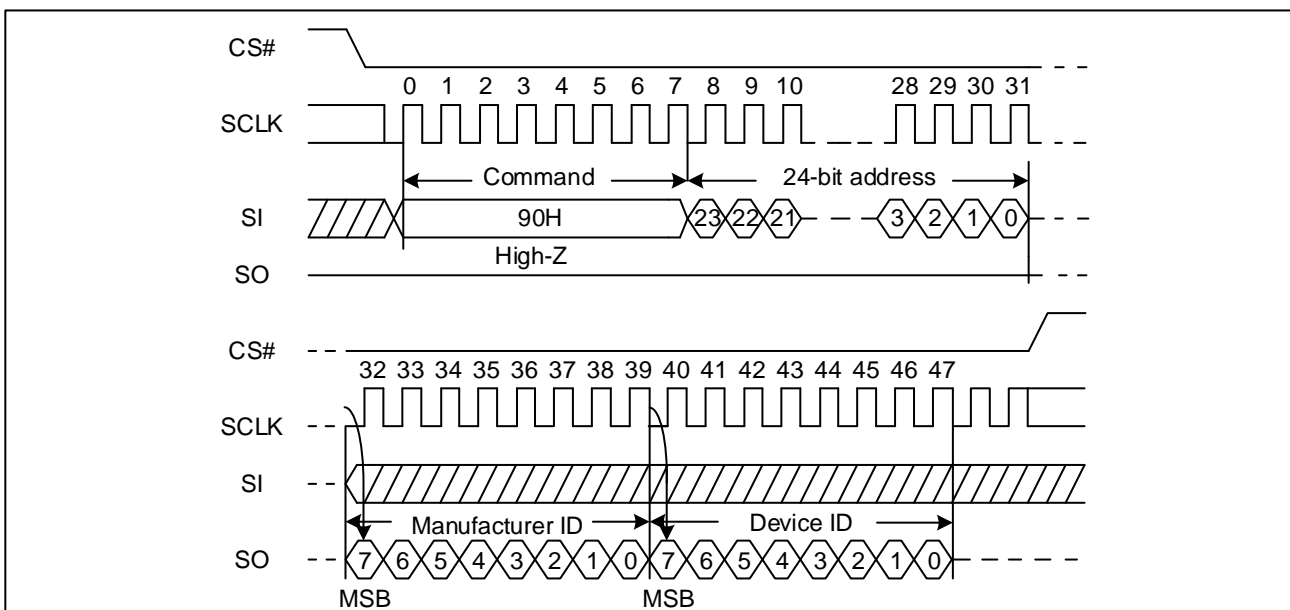 CS#
0 1 2 3 4 5 6 7 8 9 10 28 29 30 31
SCLK
Command 24-bit address
SI 90H 23 22 21 3 2 1 0
High-Z
SO
CS#
32 33 34 35 36 37 38 39 40 41 42 43 44 45 46 47
SCLK
SI
Manufacturer ID Device ID
SO 7 6 5 4 3 2 1 0 7 6 5 4 3 2 1 0
MSB MSB